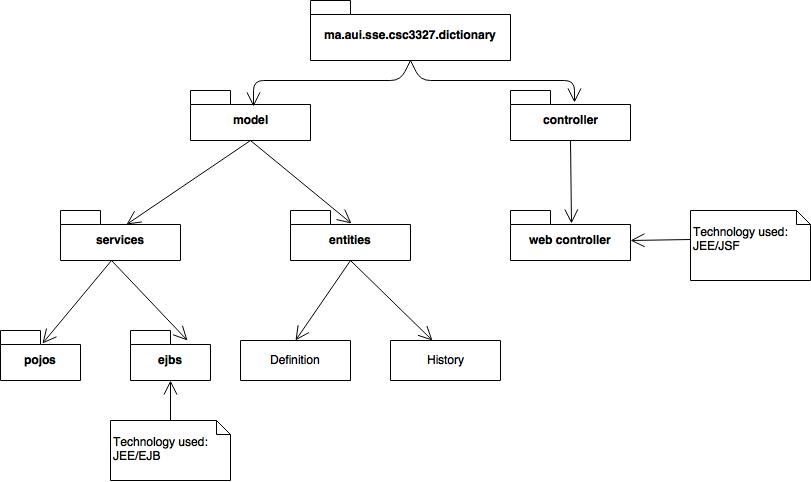 ma.aui.sse.csc3327.dictionary
model
controller
services
entities
web controller
Technology used:
JEE/JSF
pojos
ejbs
Definition
History
Technology used:
JEE/EJB